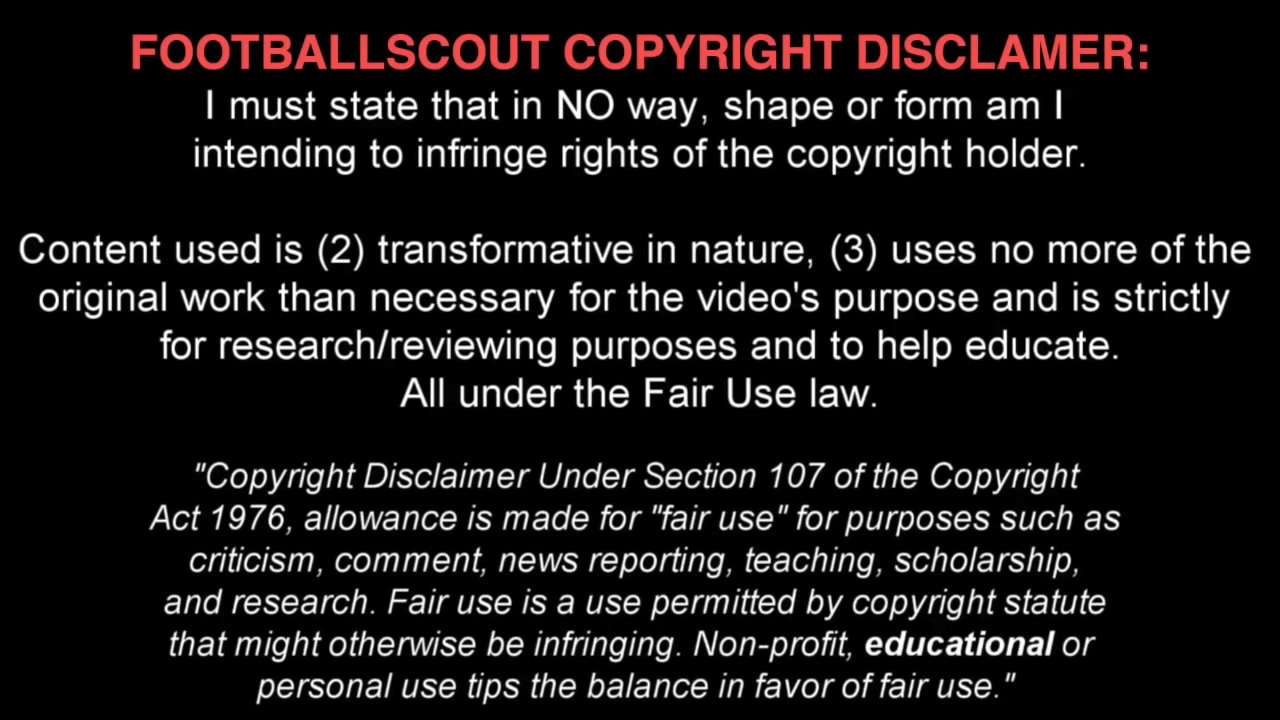 FOOTBALLSCOUT COPYRIGHT DISCLAMER:
I must state that in NO way, shape or form am I
intending to infringe rights of the copyright holder.
Content used is (2) transformative in nature, (3) uses no more of the
original work than necessary for the video's purpose and is strictly
for research/reviewing purposes and to help educate.
All under the Fair Use law.
"Copyright Disclaimer Under Section 107 of the Copyright
Act 1976, allowance is made for "fair use" for purposes such as
criticism, comment, news reporting, teaching, scholarship,
and research. Fair use is a use permitted by copyright statute
that might otherwise be infringing. Non-profit, educational or
personal use tips the balance in favor of fair use."